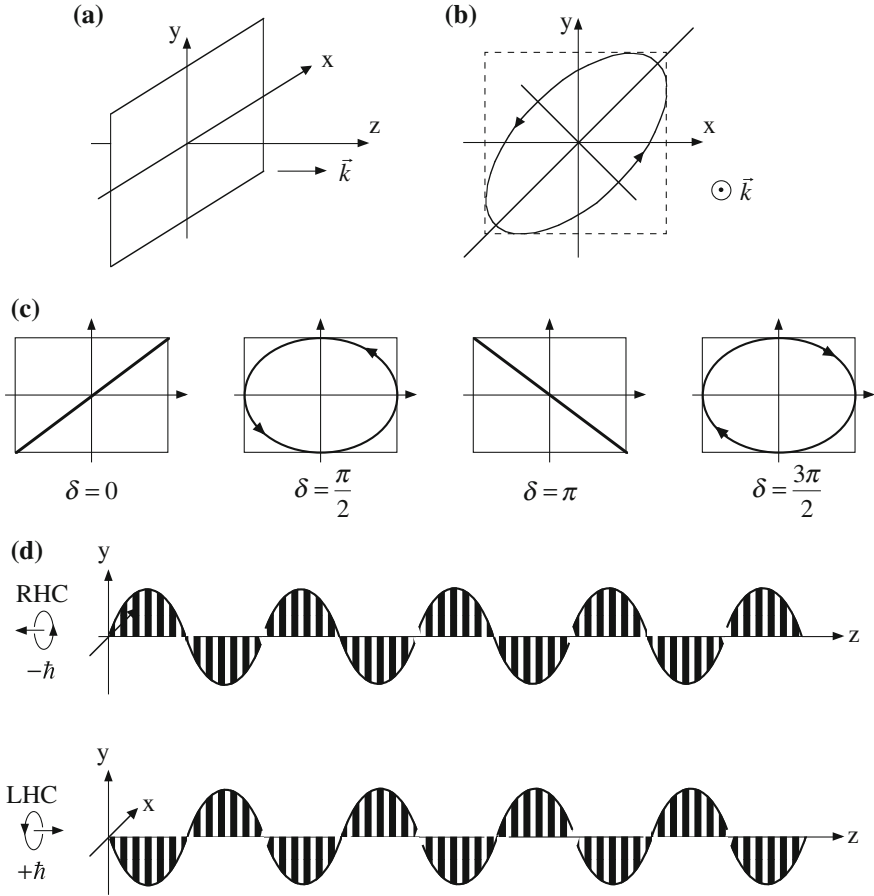 (a)
y
x
z
k⃗
(b)
y
x
⊙ k⃗
(c)
δ = 0
δ = π/2
δ = π
δ = 3π/2
(d)
y
RHC
−ħ
z
y
LHC
x
+ħ
z